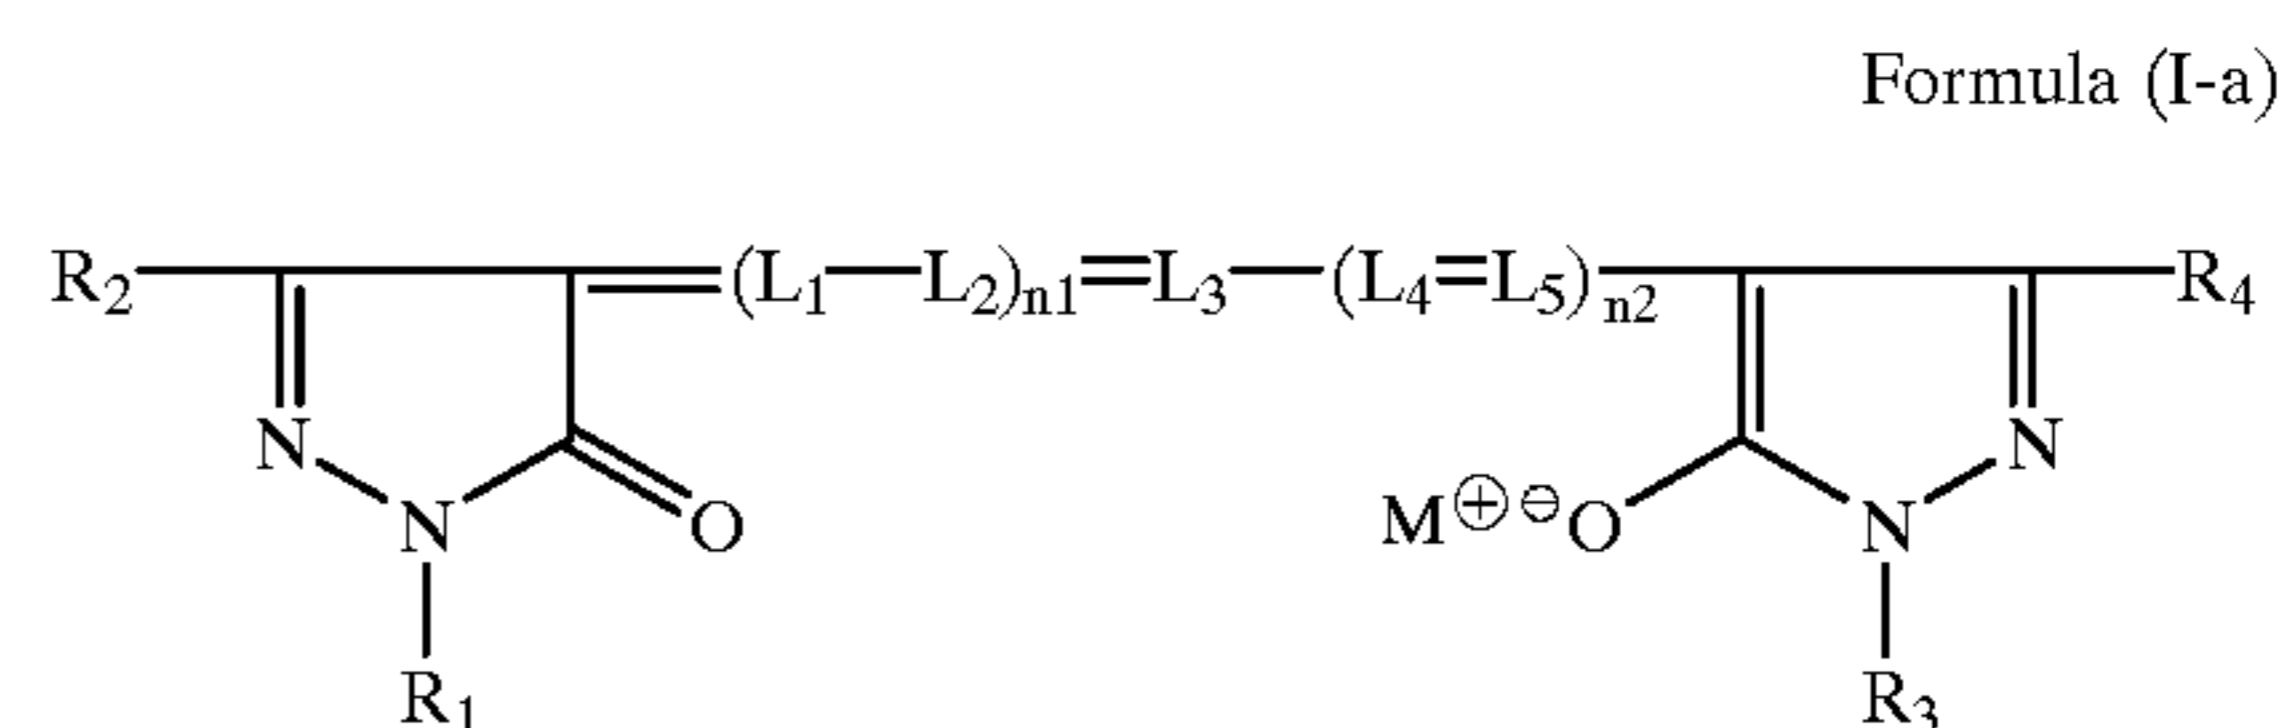 Formula (I-a)
R2 (L1 L2)n1 L3 (L4 L5)n2 R4
N N
N O M⊕ ⊖O N
R1 R3